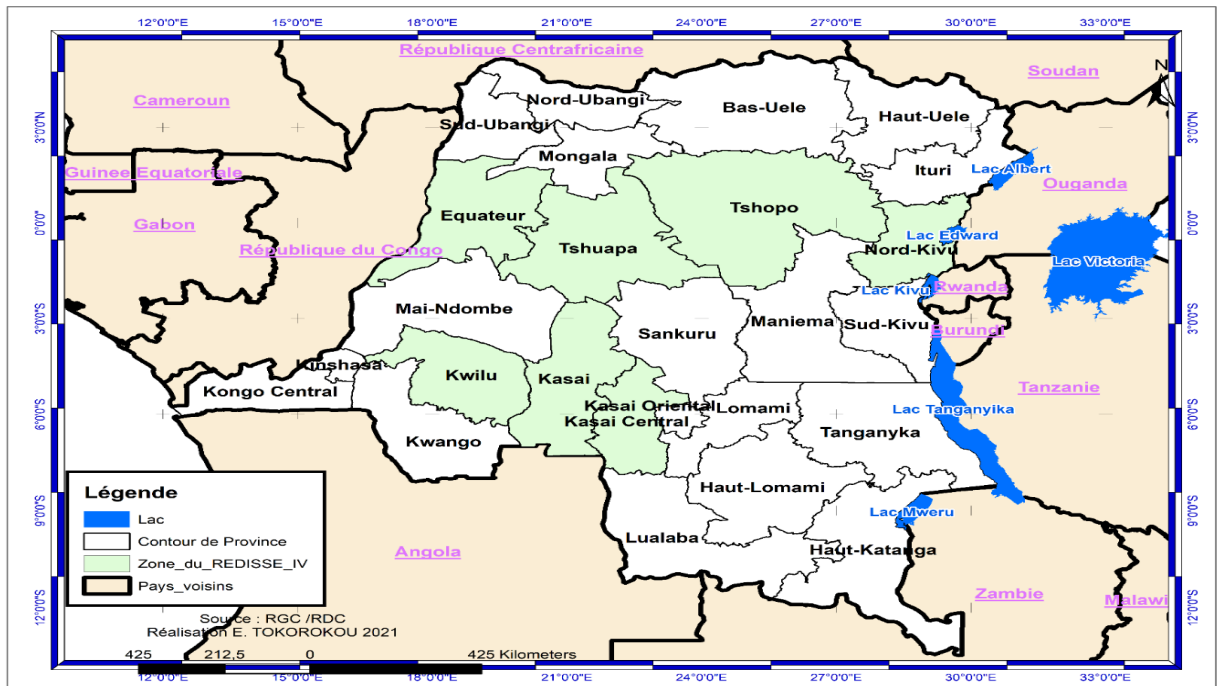 12°0'0"E 15°0'0"E 18°0'0"E 21°0'0"E 24°0'0"E 27°0'0"E 30°0'0"E 33°0'0"E
République Centrafricaine
N
Soudan
Cameroun
Nord-Ubangi
Bas-Uele
Haut-Uele
Sud-Ubangi
3°0'0"N
3°0'0"N
Mongala
Ituri
Lac Albert
Guinee Equatoriale
Ouganda
Equateur
Tshopo
Gabon
0°0'0"
0°0'0"
Lac Edward
République du Congo
Tshuapa
Nord-Kivu
Lac Victoria
Lac Kivu
Rwanda
Mai-Ndombe
Sankuru
Maniema
Sud-Kivu
Burundi
3°0'0"S
3°0'0"S
Kinshasa
Kwilu
Kasai
Kongo Central
Tanzanie
Kasai Oriental
Lomami
Lac Tanganyika
Kasai Central
6°0'0"S
6°0'0"S
Kwango
Tanganyka
Légende
Haut-Lomami
9°0'0"S
9°0'0"S
Lac
Lac Mweru
Contour de Province
Lualaba
Angola
Haut-Katanga
Zone_du_REDISSE_IV
Pays_voisins
Zambie
Malawi
12°0'0"S
12°0'0"S
Source : RGC /RDC
Réalisation E. TOKOROKOU 2021
425 212,5 0 425 Kilometers
12°0'0"E 15°0'0"E 18°0'0"E 21°0'0"E 24°0'0"E 27°0'0"E 30°0'0"E 33°0'0"E